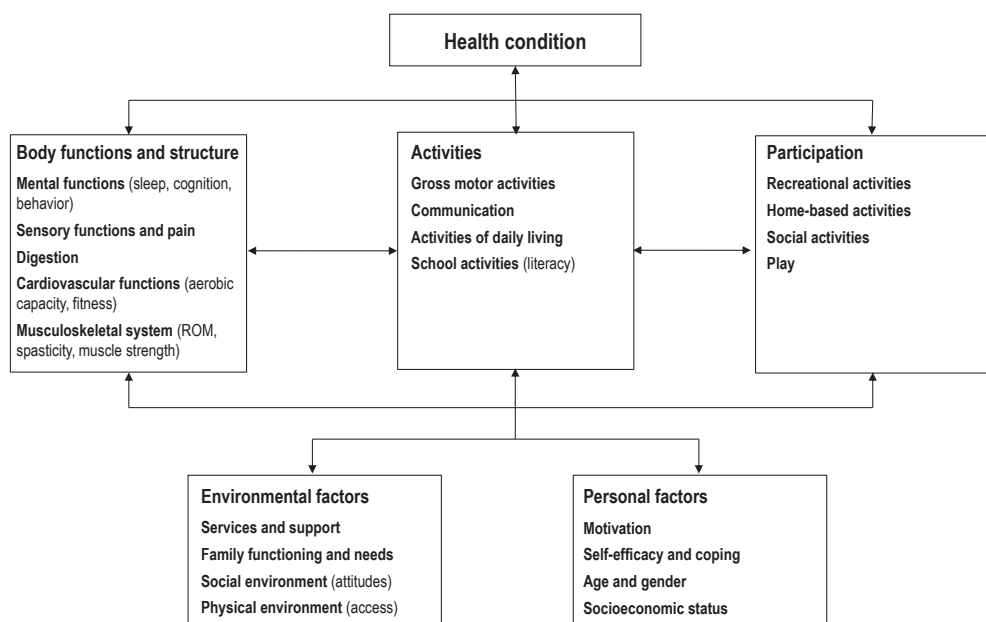 Health condition
Body functions and structure
Mental functions (sleep, cognition,
behavior)
Sensory functions and pain
Digestion
Cardiovascular functions (aerobic
capacity, fitness)
Musculoskeletal system (ROM,
spasticity, muscle strength)
Activities
Gross motor activities
Communication
Activities of daily living
School activities (literacy)
Participation
Recreational activities
Home-based activities
Social activities
Play
Environmental factors
Services and support
Family functioning and needs
Social environment (attitudes)
Physical environment (access)
Personal factors
Motivation
Self-efficacy and coping
Age and gender
Socioeconomic status